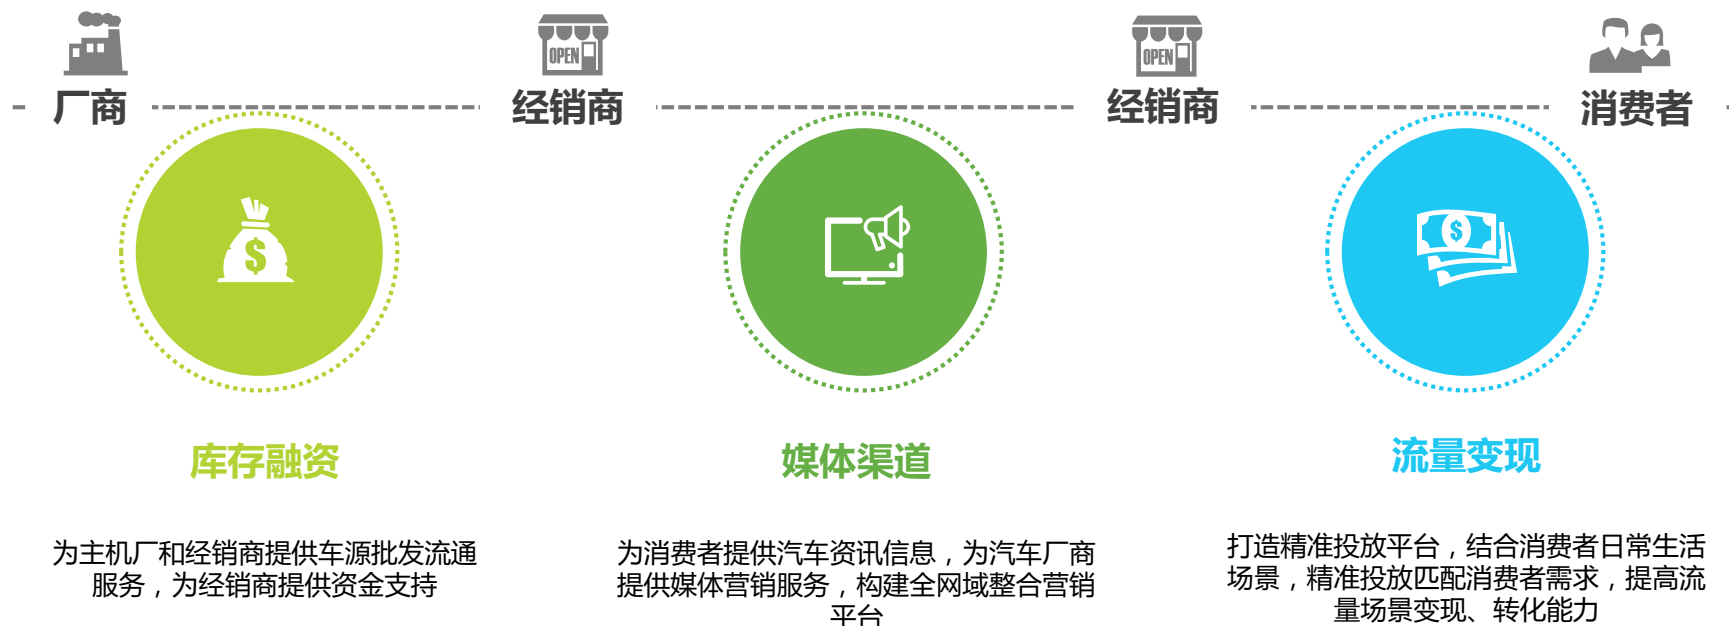 OPEN
OPEN
厂商
经销商
经销商
消费者
$
$
库存融资
媒体渠道
流量变现
为主机厂和经销商提供车源批发流通
服务，为经销商提供资金支持
为消费者提供汽车资讯信息，为汽车厂商
提供媒体营销服务，构建全网域整合营销
平台
打造精准投放平台，结合消费者日常生活
场景，精准投放匹配消费者需求，提高流
量场景变现、转化能力